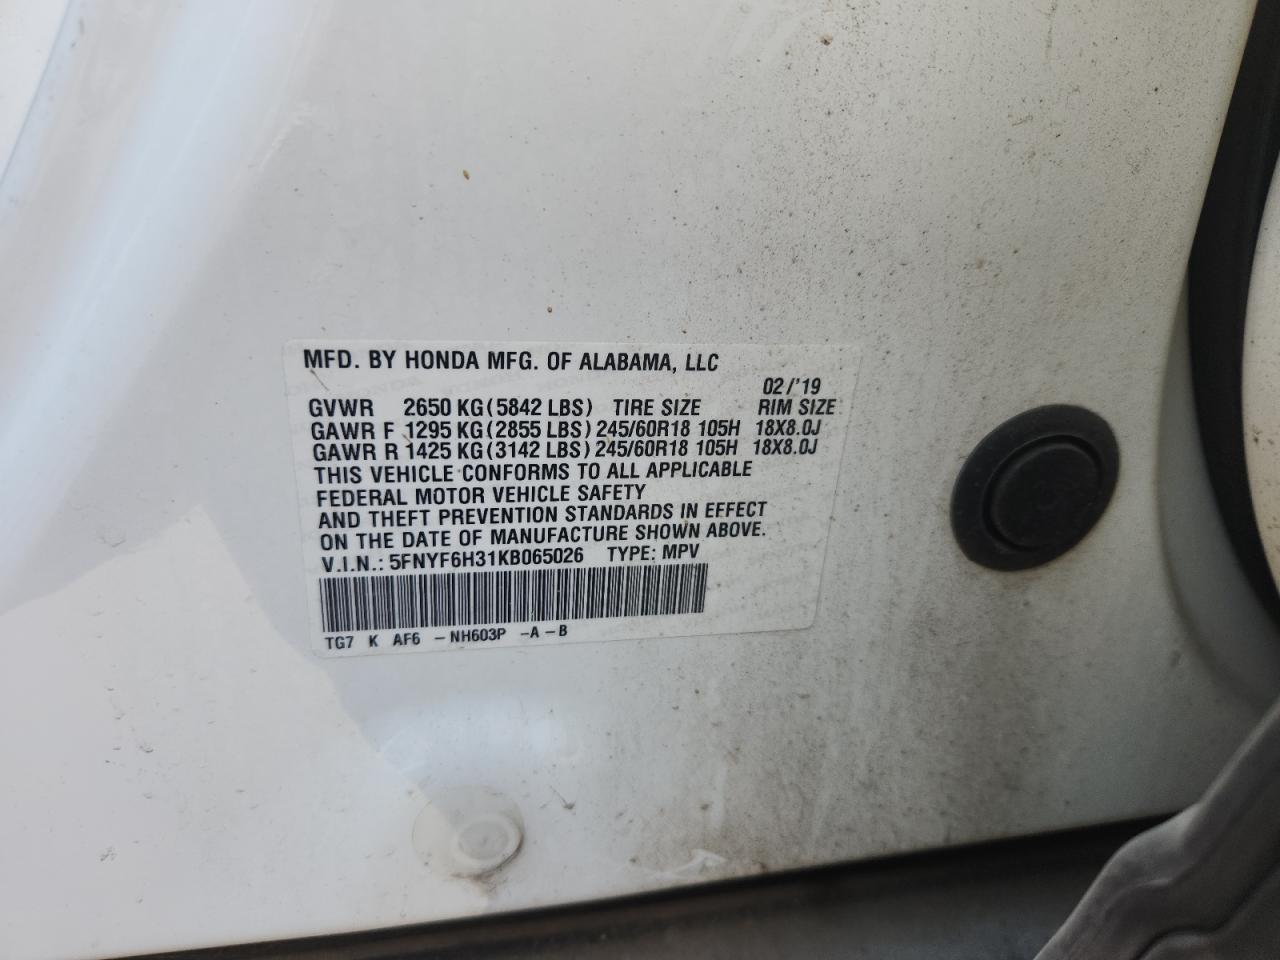 MFD. BY HONDA MFG. OF ALABAMA, LLC
02/'19
GVWR 2650 KG (5842 LBS) TIRE SIZE RIM SIZE
GAWR F 1295 KG (2855 LBS) 245/60R18 105H 18X8.0J
GAWR R 1425 KG (3142 LBS) 245/60R18 105H 18X8.0J
THIS VEHICLE CONFORMS TO ALL APPLICABLE
FEDERAL MOTOR VEHICLE SAFETY
AND THEFT PREVENTION STANDARDS IN EFFECT
ON THE DATE OF MANUFACTURE SHOWN ABOVE.
V.I.N.: 5FNYF6H31KB065026 TYPE: MPV
TG7 K AF6 -NH603P -A-B